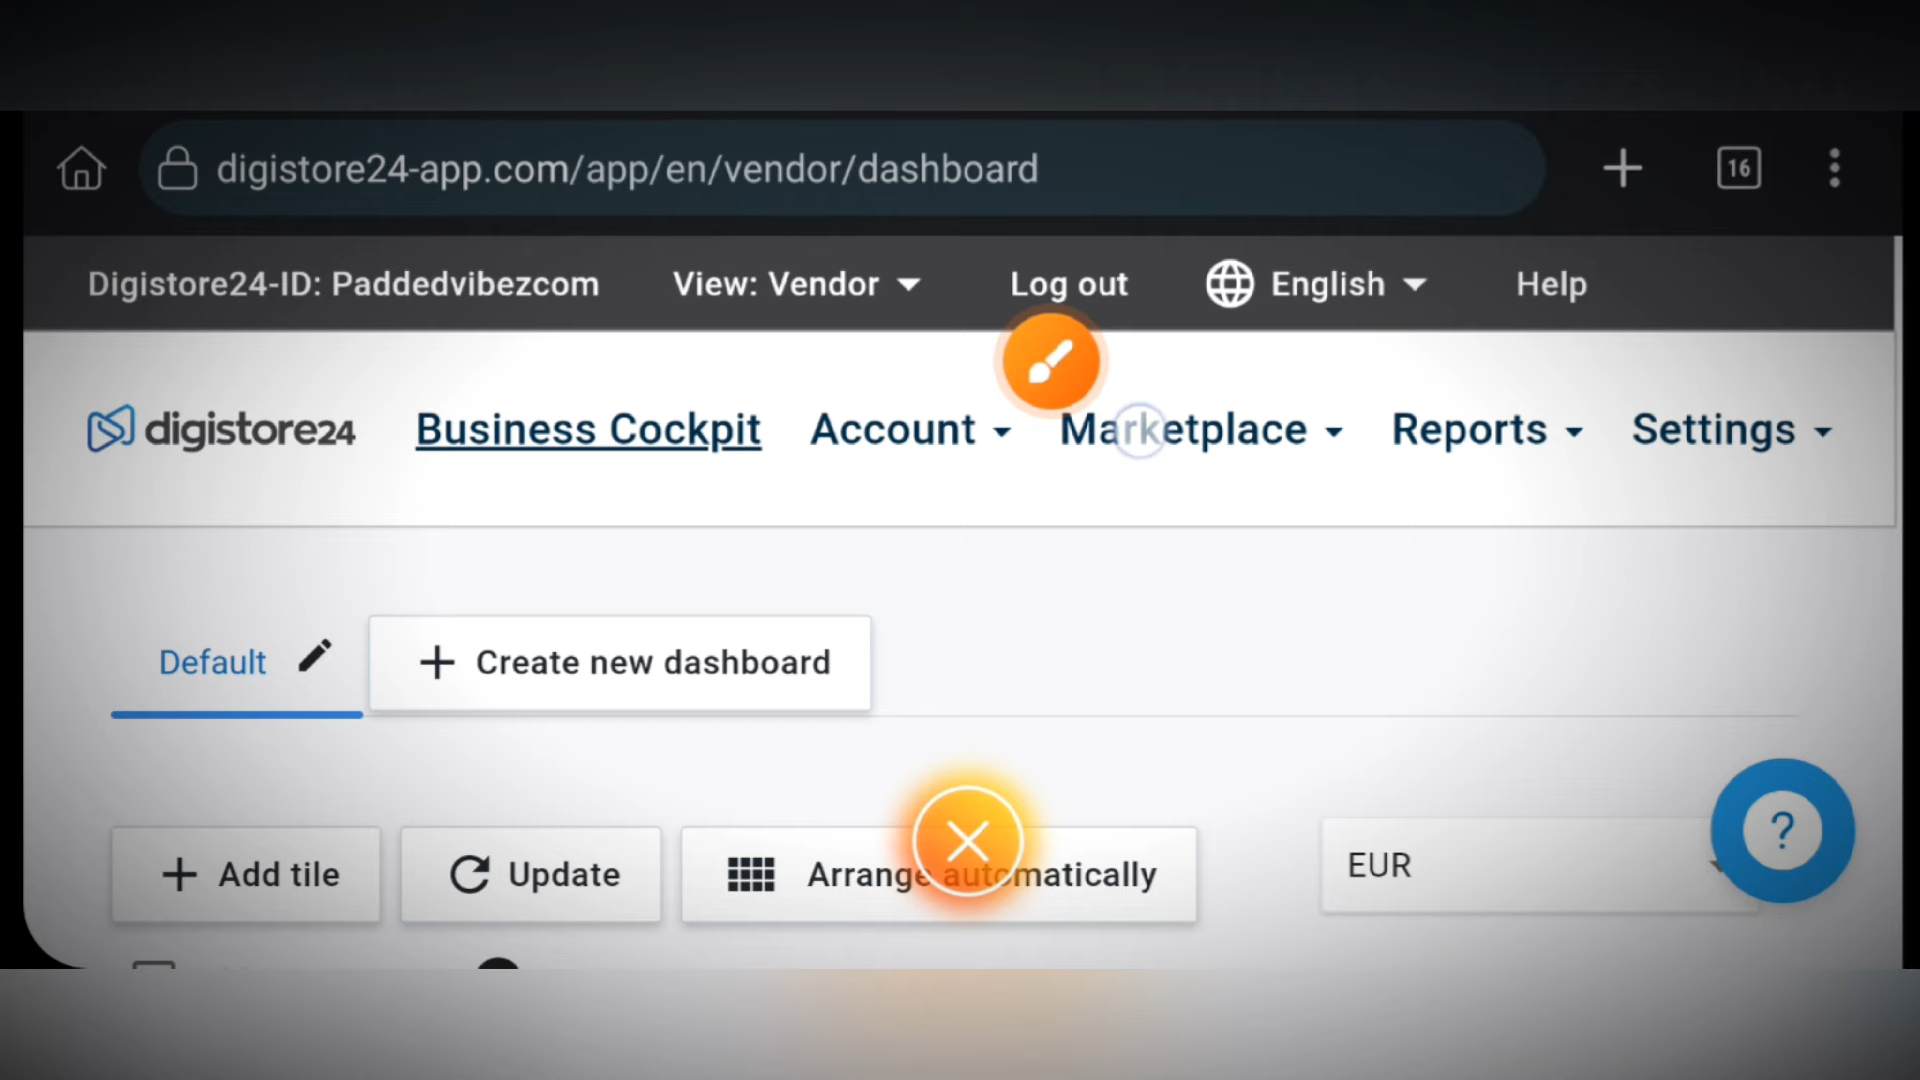 digistore24-app.com/app/en/vendor/dashboard
16
Digistore24-ID: Paddedvibezcom View: Vendor Log out English Help
digistore24 Business Cockpit Account Marketplace Reports Settings
Default + Create new dashboard
+ Add tile Update Arrange automatically EUR ?